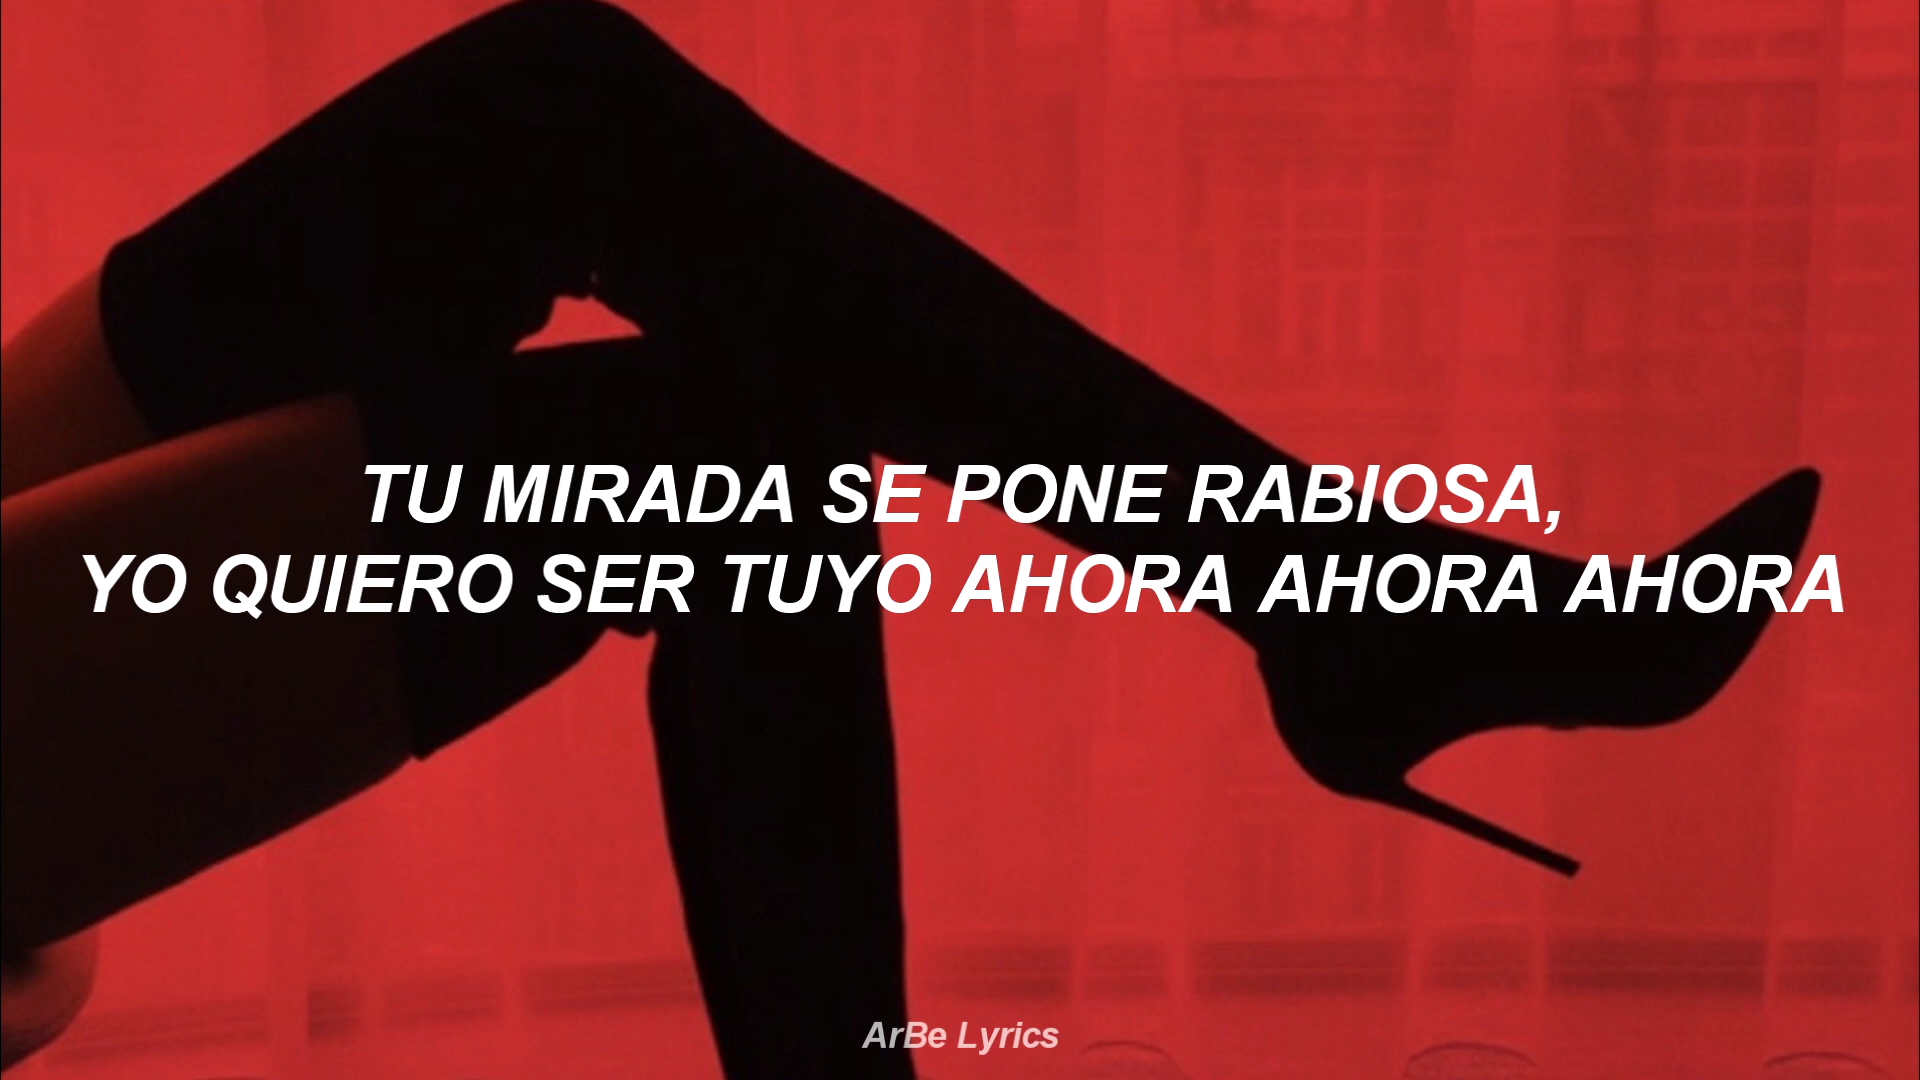 TU MIRADA SE PONE RABIOSA,
YO QUIERO SER TUYO AHORA AHORA AHORA
ArBe Lyrics